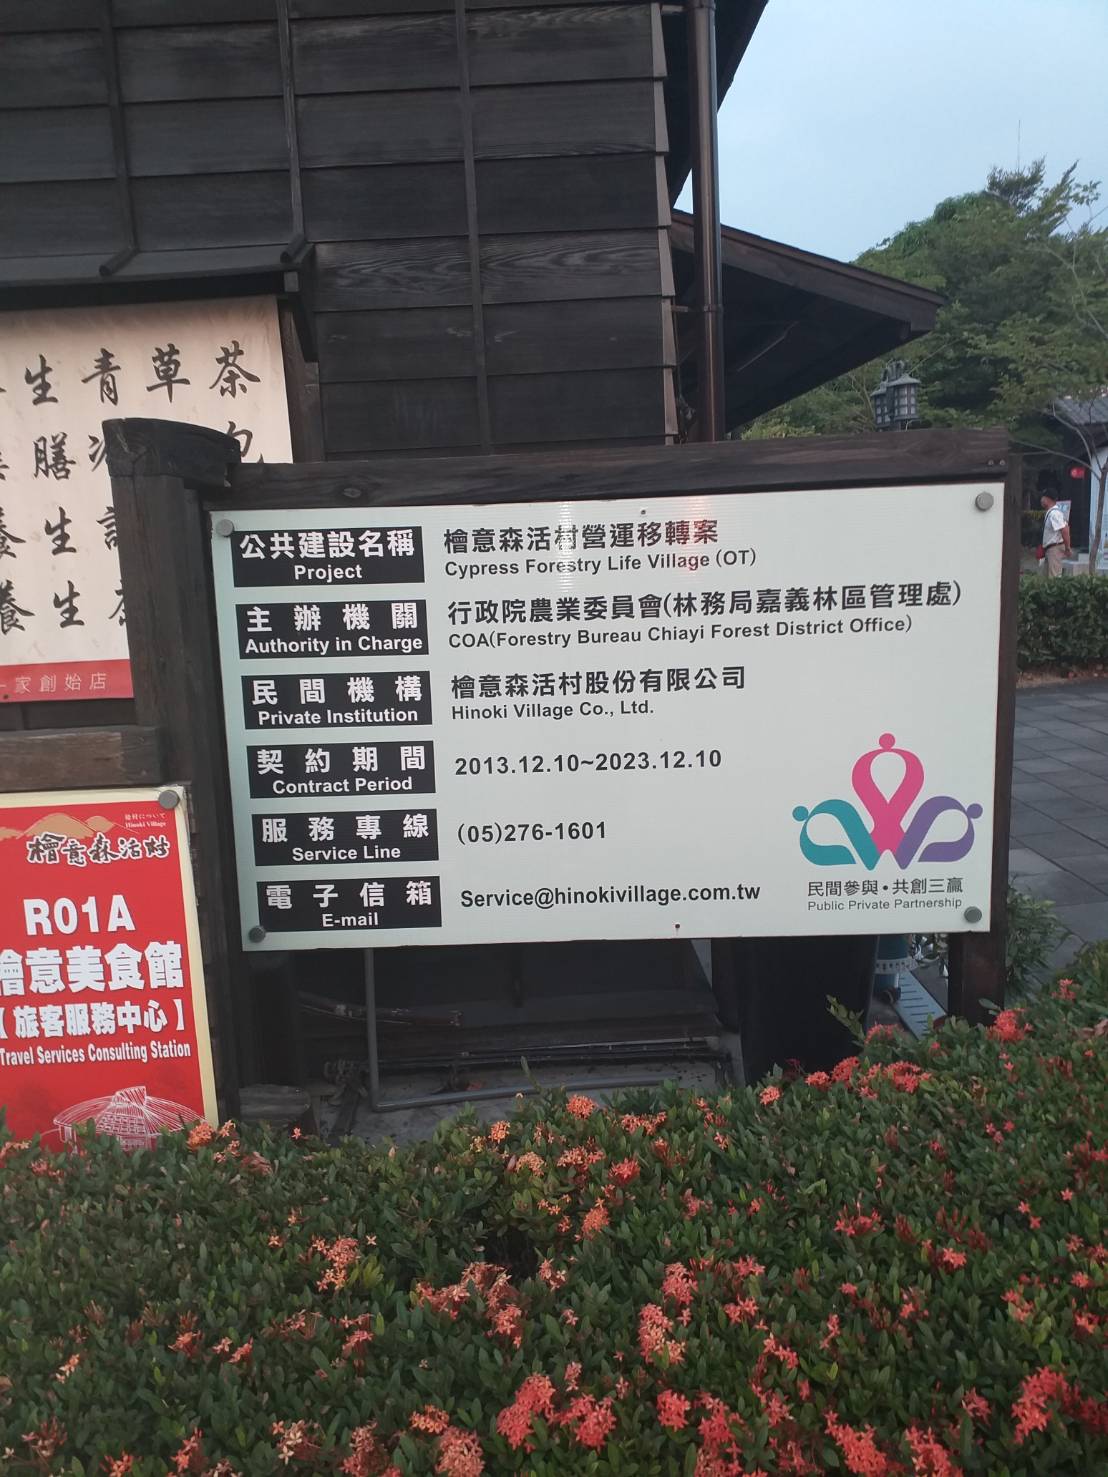 生青草茶
膳
生
養生
家創始店
公共建設名稱
Project
檜意森活村營運移轉案
Cypress Forestry Life Village (OT)
主辦機關
Authority in Charge
行政院農業委員會(林務局嘉義林區管理處)
COA(Forestry Bureau Chiayi Forest District Office)
民間機構
Private Institution
檜意森活村股份有限公司
Hinoki Village Co., Ltd.
契約期間
Contract Period
2013.12.10~2023.12.10
服務專線
Service Line
(05)276-1601
電子信箱
E-mail
Service@hinokivillage.com.tw
民間參與•共創三贏
Public Private Partnership
Hinoki Village
檜意森活村
R01A
檜意美食館
【旅客服務中心】
Travel Services Consulting Station